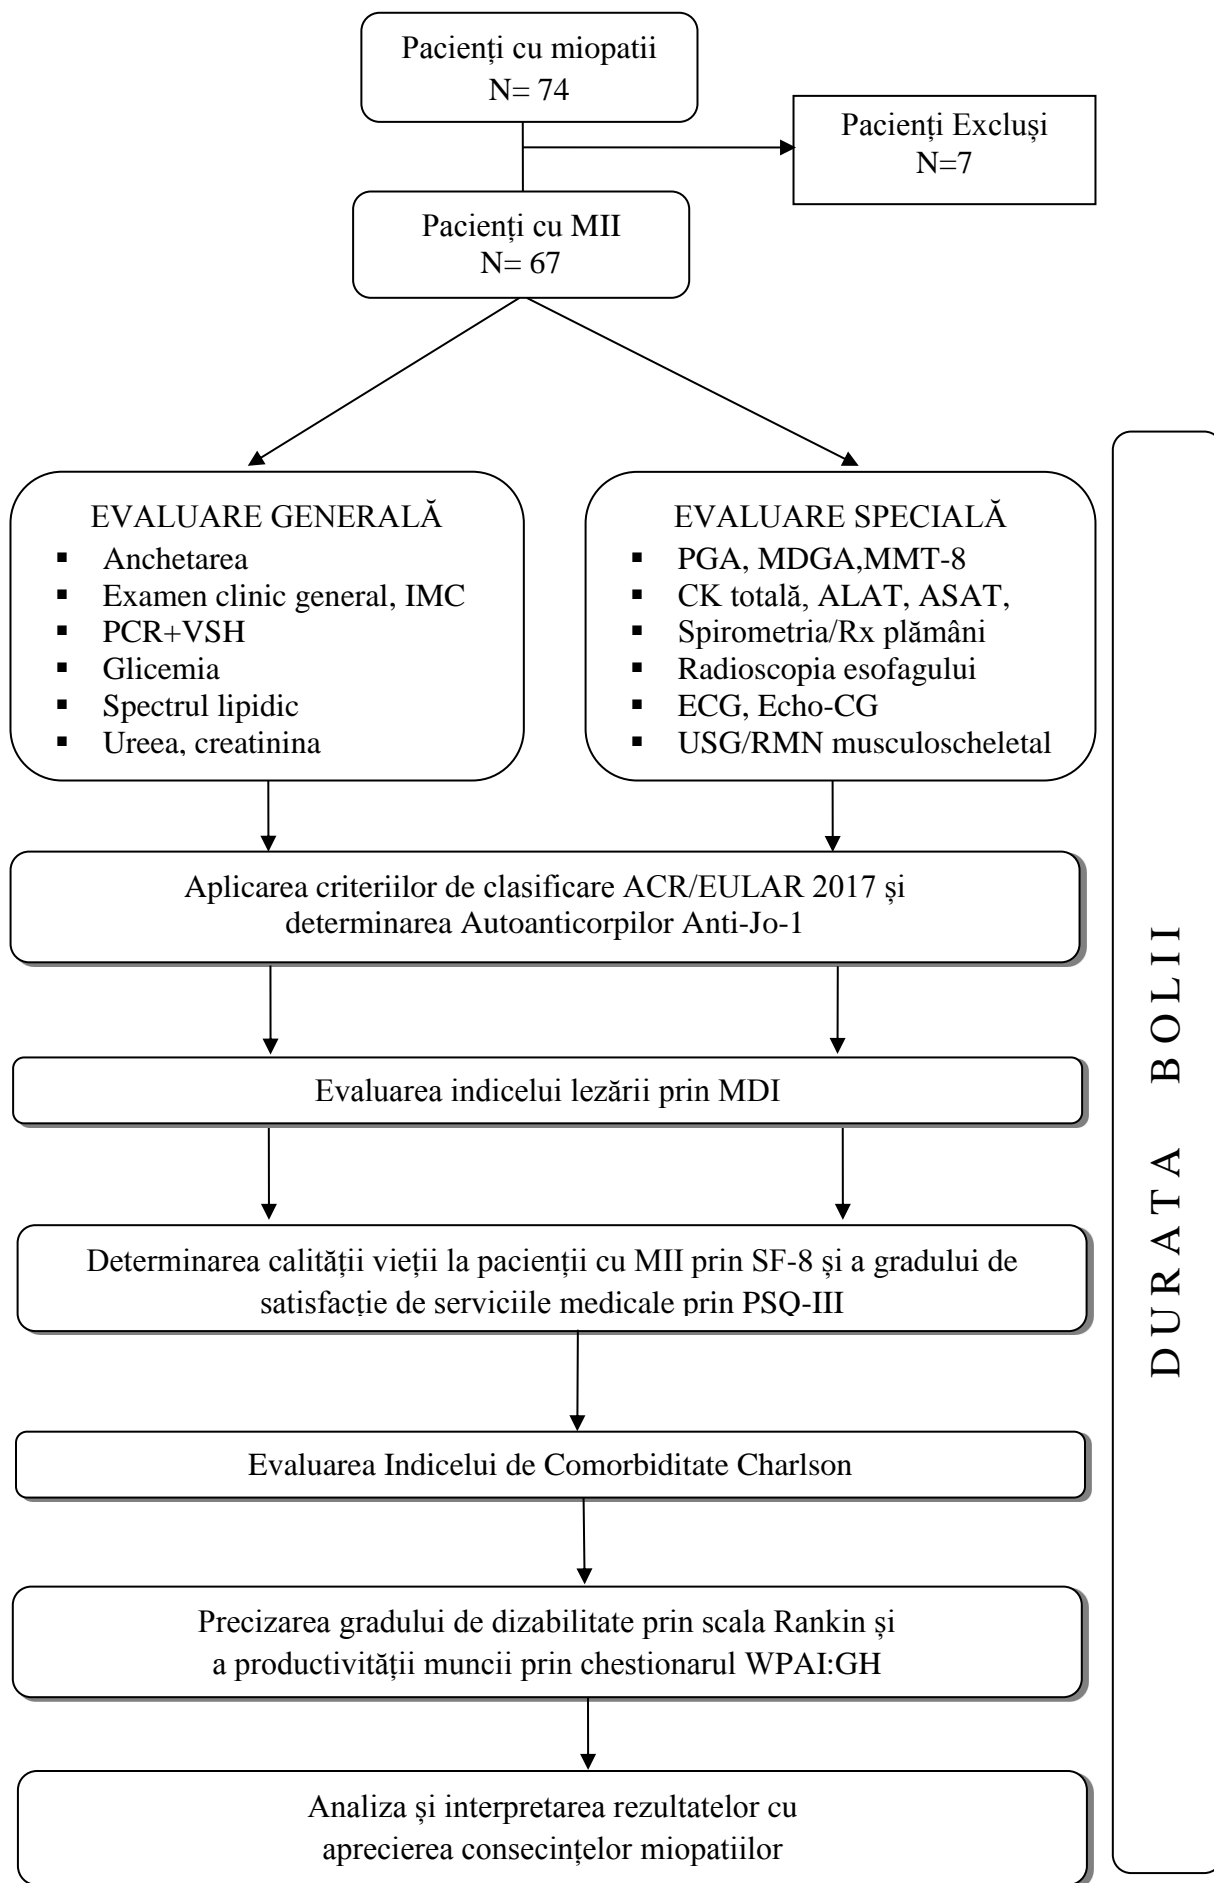 Pacienți cu miopatii
N= 74
Pacienți Excluși
N=7
Pacienți cu MII
N= 67
EVALUARE GENERALĂ
▪ Anchetarea
▪ Examen clinic general, IMC
▪ PCR+VSH
▪ Glicemia
▪ Spectrul lipidic
▪ Ureea, creatinina
EVALUARE SPECIALĂ
▪ PGA, MDGA,MMT-8
▪ CK totală, ALAT, ASAT,
▪ Spirometria/Rx plămâni
▪ Radioscopia esofagului
▪ ECG, Echo-CG
▪ USG/RMN musculoscheletal
Aplicarea criteriilor de clasificare ACR/EULAR 2017 și
determinarea Autoanticorpilor Anti-Jo-1
Evaluarea indicelui lezării prin MDI
Determinarea calității vieții la pacienții cu MII prin SF-8 și a gradului de
satisfacție de serviciile medicale prin PSQ-III
Evaluarea Indicelui de Comorbiditate Charlson
Precizarea gradului de dizabilitate prin scala Rankin și
a productivității muncii prin chestionarul WPAI:GH
Analiza și interpretarea rezultatelor cu
aprecierea consecințelor miopatiilor
DURATA BOLII